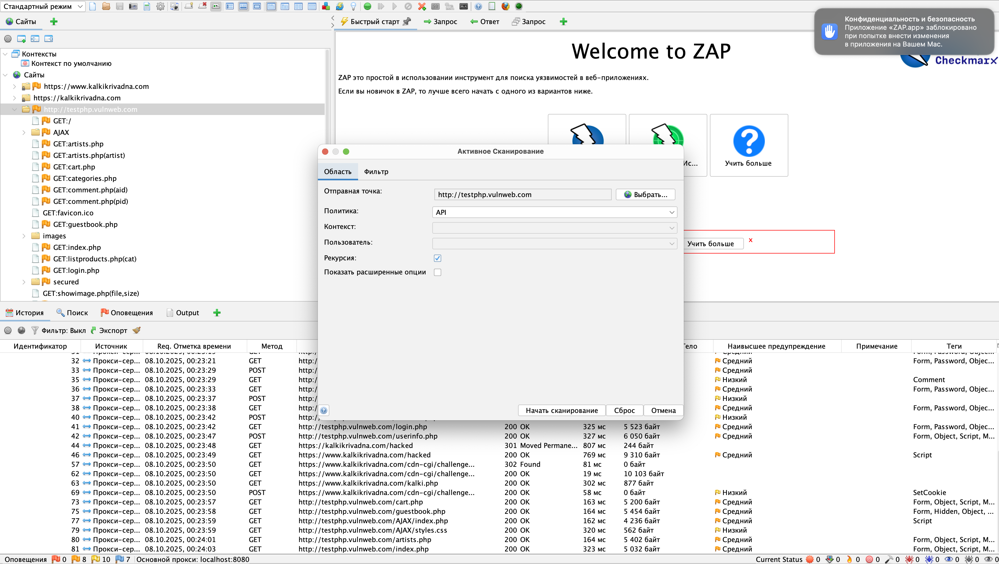 Стандартный режим
Сайты
Быстрый старт
Запрос
Ответ
Запрос
Конфиденциальность и безопасность
Приложение «ZAP.app» заблокировано
при попытке внести изменения
в приложения на Вашем Mac.
Checkmarx
Контексты
Контекст по умолчанию
Сайты
https://www.kalkikrivadna.com
https://kalkikrivadna.com
http://testphp.vulnweb.com
GET:/
AJAX
GET:artists.php
GET:artists.php(artist)
GET:cart.php
GET:categories.php
GET:comment.php(aid)
GET:comment.php(pid)
GET:favicon.ico
GET:guestbook.php
images
GET:index.php
GET:listproducts.php(cat)
GET:login.php
secured
GET:showimage.php(file,size)
Welcome to ZAP
ZAP это простой в использовании инструмент для поиска уязвимостей в веб-приложениях.
Если вы новичок в ZAP, то лучше всего начать с одного из вариантов ниже.
Ис...
Учить больше
Учить больше
x
Активное Сканирование
Область
Фильтр
Отправная точка:
http://testphp.vulnweb.com
Выбрать...
Политика:
API
Контекст:
Пользователь:
Рекурсия:
Показать расширенные опции
Начать сканирование
Сброс
Отмена
История
Поиск
Оповещения
Output
Фильтр: Выкл
Экспорт
Идентификатор Источник Req. Отметка времени Метод Наивысшее предупреждение Примечание Теги
32 Прокси-сер... 08.10.2025, 00:23:21 GET http:/ Средний Form, Password, Objec...
33 Прокси-сер... 08.10.2025, 00:23:29 POST http:/ Средний
35 Прокси-сер... 08.10.2025, 00:23:29 GET http:/ Низкий Comment
36 Прокси-сер... 08.10.2025, 00:23:33 GET http:/ Средний Form, Password, Objec...
37 Прокси-сер... 08.10.2025, 00:23:37 POST http:/ Низкий
38 Прокси-сер... 08.10.2025, 00:23:38 GET http:/ Средний Form, Password, Objec...
40 Прокси-сер... 08.10.2025, 00:23:42 POST http:/ Низкий
41 Прокси-сер... 08.10.2025, 00:23:42 GET http://testphp.vulnweb.com/login.php 200 OK 325 мс 5 523 байт Средний Form, Password, Objec...
42 Прокси-сер... 08.10.2025, 00:23:47 POST http://testphp.vulnweb.com/userinfo.php 200 OK 327 мс 6 050 байт Средний Form, Object, Script, M...
44 Прокси-сер... 08.10.2025, 00:23:48 GET https://kalkikrivadna.com/hacked 301 Moved Permane... 807 мс 244 байт
46 Прокси-сер... 08.10.2025, 00:23:49 GET https://www.kalkikrivadna.com/hacked 200 OK 769 мс 9 310 байт Средний Script
57 Прокси-сер... 08.10.2025, 00:23:50 GET https://www.kalkikrivadna.com/cdn-cgi/challenge... 302 Found 81 мс 0 байт
62 Прокси-сер... 08.10.2025, 00:23:50 GET https://www.kalkikrivadna.com/cdn-cgi/challenge... 200 OK 19 мс 10 103 байт
63 Прокси-сер... 08.10.2025, 00:23:50 GET https://www.kalkikrivadna.com/kalki.php 200 OK 302 мс 877 байт
69 Прокси-сер... 08.10.2025, 00:23:50 POST https://www.kalkikrivadna.com/cdn-cgi/challenge... 200 OK 58 мс 0 байт Низкий SetCookie
73 Прокси-сер... 08.10.2025, 00:23:57 GET http://testphp.vulnweb.com/cart.php 200 OK 163 мс 5 200 байт Средний Form, Object, Script, M...
75 Прокси-сер... 08.10.2025, 00:23:58 GET http://testphp.vulnweb.com/guestbook.php 200 OK 164 мс 5 454 байт Средний Form, Hidden, Object, ...
77 Прокси-сер... 08.10.2025, 00:23:59 GET http://testphp.vulnweb.com/AJAX/index.php 200 OK 162 мс 4 236 байт Средний Script
79 Прокси-сер... 08.10.2025, 00:23:59 GET http://testphp.vulnweb.com/AJAX/styles.css 200 OK 320 мс 562 байт Низкий
80 Прокси-сер... 08.10.2025, 00:24:01 GET http://testphp.vulnweb.com/artists.php 200 OK 164 мс 5 402 байт Средний Form, Object, Script, M...
81 Прокси-сер... 08.10.2025, 00:24:03 GET http://testphp.vulnweb.com/index.php 200 OK 323 мс 5 032 байт Средний Form, Object, Script, M...
Оповещения 0 8 10 7 Основной прокси: localhost:8080 Current Status 0 0 0 0 0 0 0 0 0